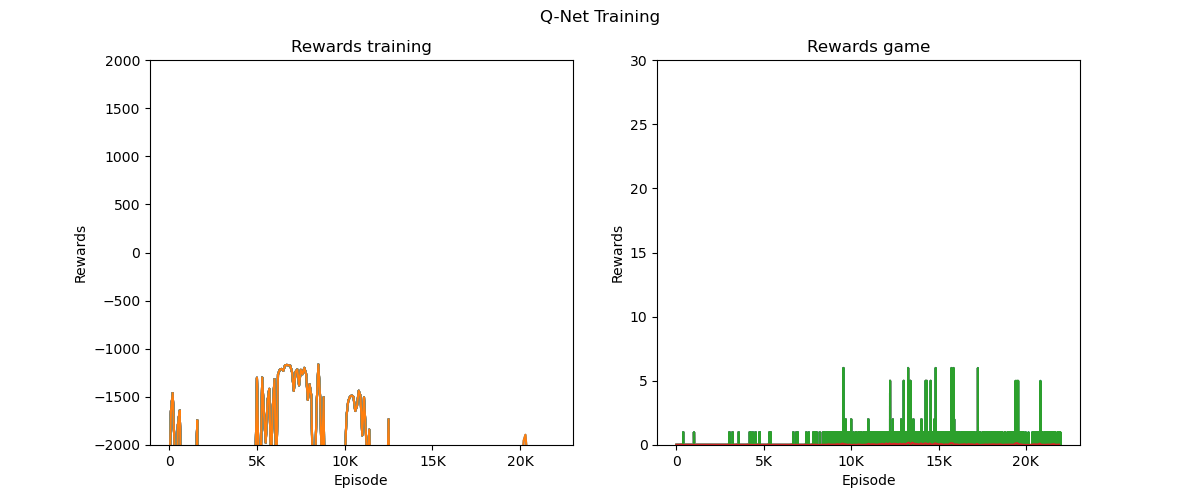 Q-Net Training
Rewards training
2000
1500
1000
500
0
−500
−1000
−1500
−2000
Rewards
0
5K
10K
15K
20K
Episode
Rewards game
30
25
20
15
10
5
0
Rewards
0
5K
10K
15K
20K
Episode